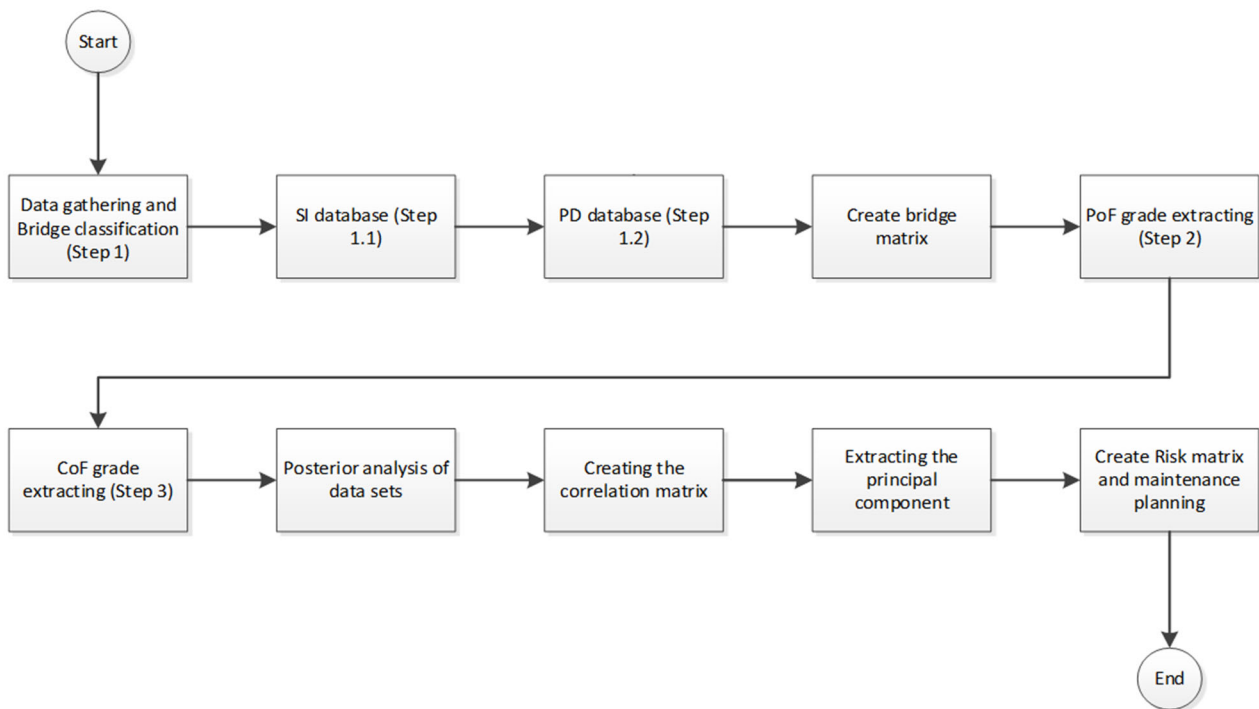 Start
Data gathering and
Bridge classification
(Step 1)
SI database (Step
1.1)
PD database (Step
1.2)
Create bridge
matrix
PoF grade extracting
(Step 2)
CoF grade
extracting (Step 3)
Posterior analysis of
data sets
Creating the
correlation matrix
Extracting the
principal
component
Create Risk matrix
and maintenance
planning
End